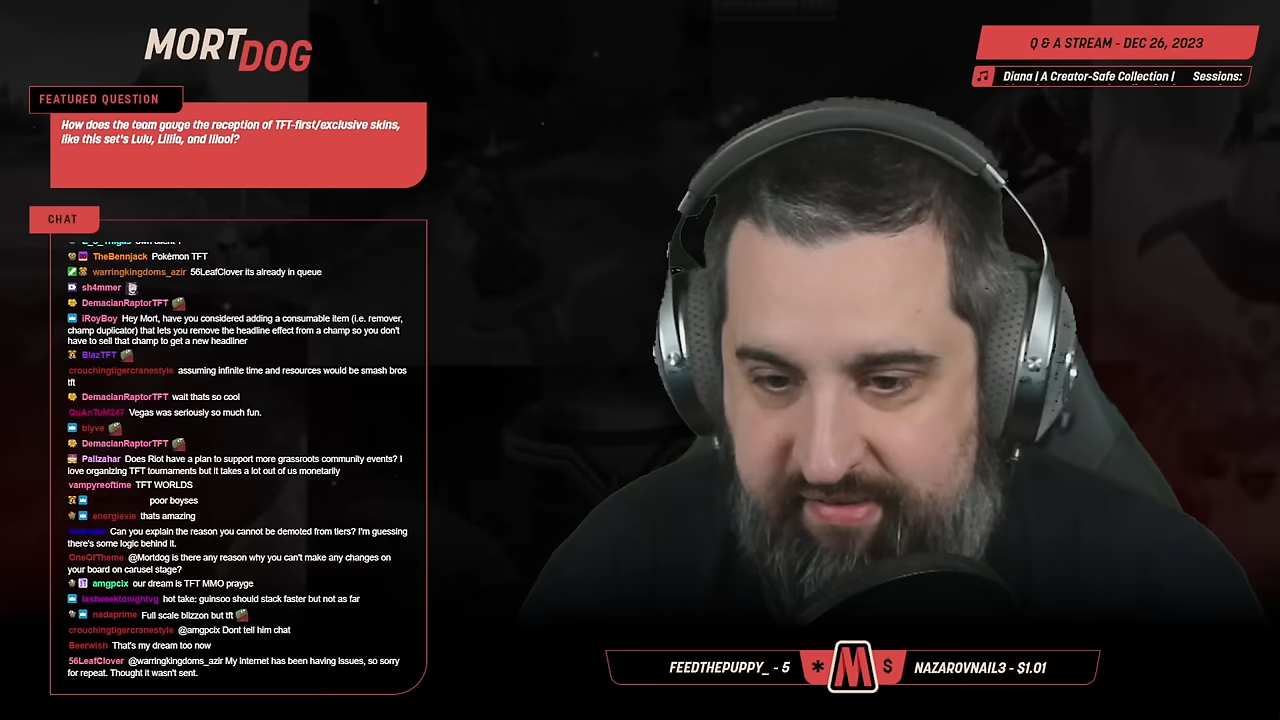 MORTDOG
Q & A STREAM - DEC 26, 2023
Diana | A Creator-Safe Collection | Sessions:
FEATURED QUESTION
How does the team gauge the reception of TFT-first/exclusive skins,
like this set's Lulu, Lillia, and Illaoi?
CHAT
TheBennjack Pokémon TFT
warringkingdoms_azir 56LeafClover its already in queue
sh4mmer
DemacianRaptorTFT
iRoyBoy Hey Mort, have you considered adding a consumable item (i.e. remover,
champ duplicator) that lets you remove the headline effect from a champ so you don't
have to sell that champ to get a new headliner
BlazTFT
crouchingtigercranestyle assuming infinite time and resources would be smash bros
tft
DemacianRaptorTFT wait thats so cool
QuAnTuM247 Vegas was seriously so much fun.
blyve
DemacianRaptorTFT
Palizahar Does Riot have a plan to support more grassroots community events? I
love organizing TFT tournaments but it takes a lot out of us monetarily
vampyreoftime TFT WORLDS
poor boyses
energievie thats amazing
Can you explain the reason you cannot be demoted from tiers? I'm guessing
there's some logic behind it.
OneOfTheme @Mortdog is there any reason why you can't make any changes on
your board on carusel stage?
amgpcix our dream is TFT MMO prayge
lastweektonightvg hot take: guinsoo should stack faster but not as far
nadaprime Full scale blizzon but tft
crouchingtigercranestyle @amgpcix Dont tell him chat
Beerwish That's my dream too now
56LeafClover @warringkingdoms_azir My internet has been having issues, so sorry
for repeat. Thought it wasn't sent.
FEEDTHEPUPPY_ - 5 * M $ NAZAROVNAIL3 - $1.01